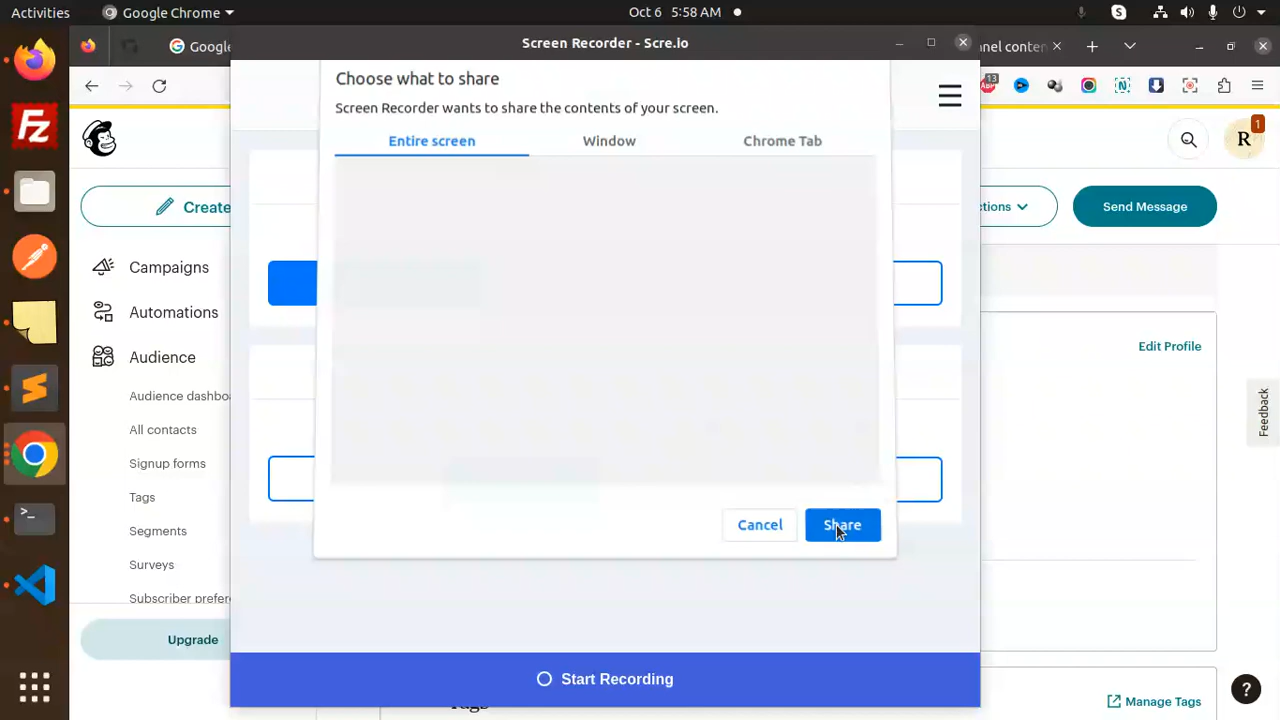 Activities
Google Chrome
Oct 6 5:58 AM
Google
Screen Recorder - Scre.io
13
Choose what to share
Screen Recorder wants to share the contents of your screen.
Entire screen
Window
Chrome Tab
R
1
Create
Send Message
Campaigns
Automations
Audience
Audience dashbo
All contacts
Signup forms
Tags
Segments
Surveys
Subscriber prefer
Upgrade
Edit Profile
Feedback
Cancel
Share
Start Recording
Manage Tags
?